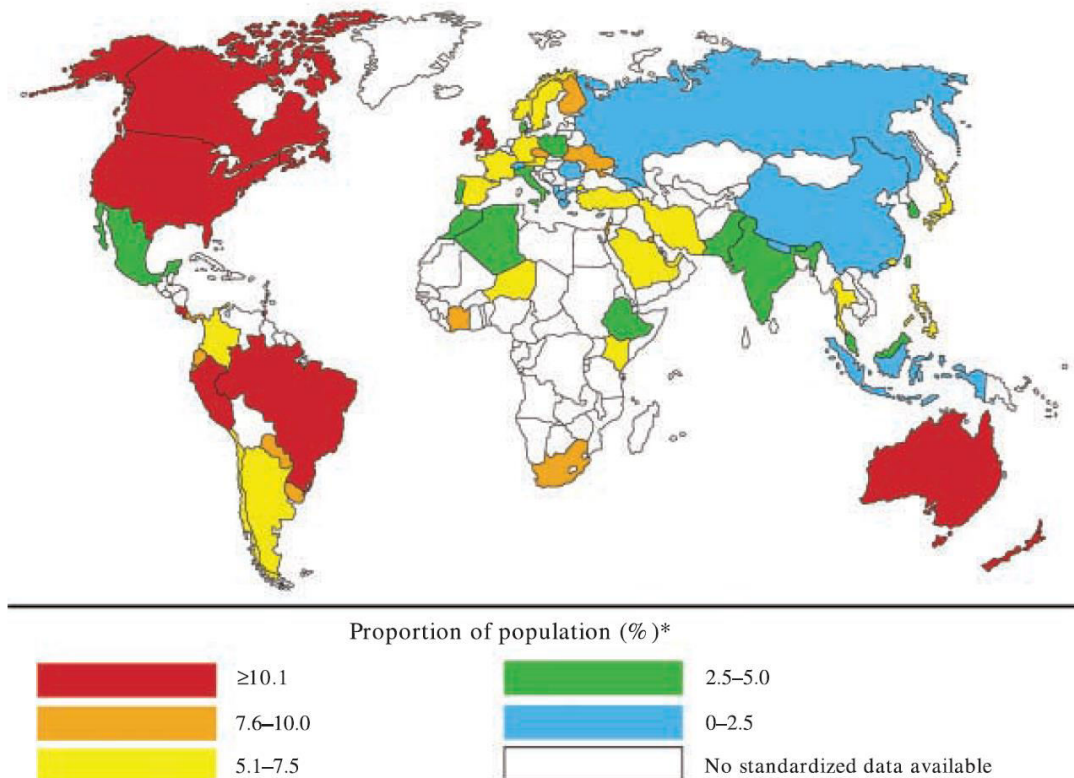 Proportion of population (%)*
≥10.1
7.6–10.0
5.1–7.5
2.5–5.0
0–2.5
No standardized data available